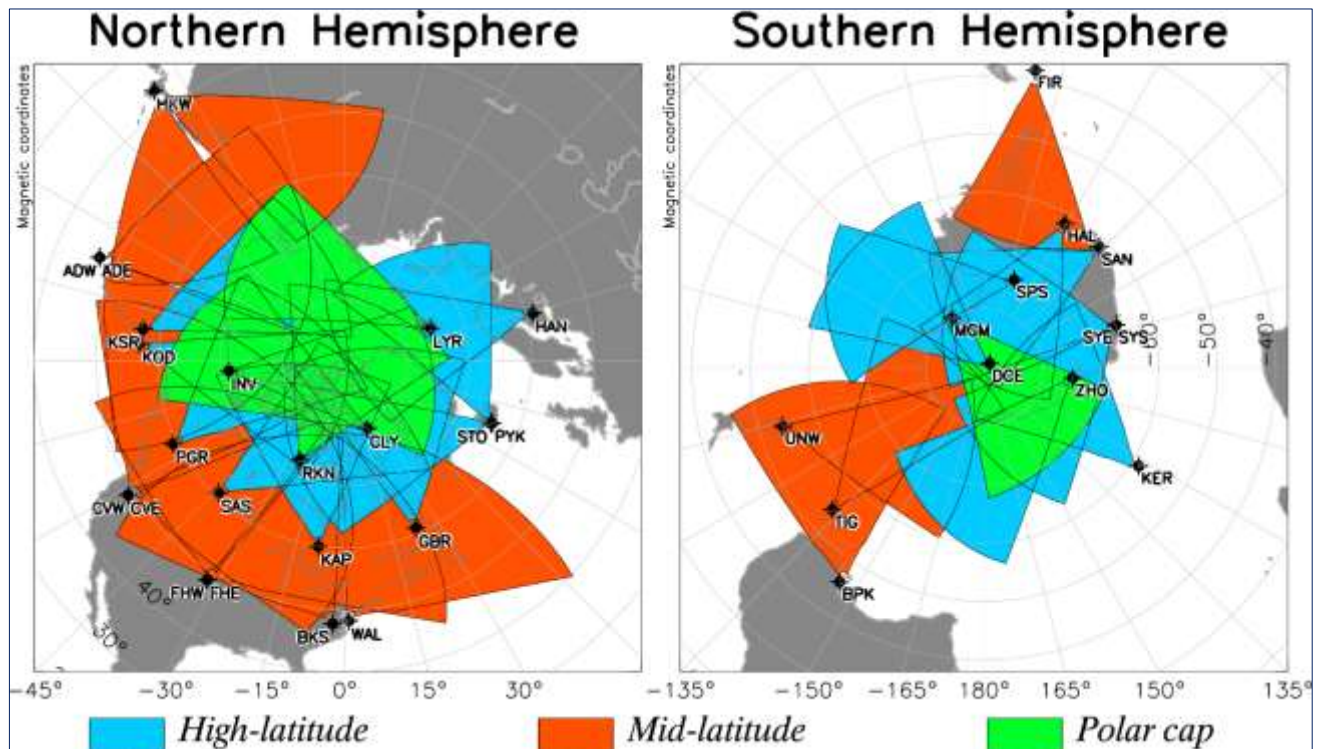 Northern Hemisphere
Southern Hemisphere
Magnetic coordinates
HKW
ADW ADE
KSR
KOD
INV
LYR
HAN
STO PYK
CLY
RKN
PGR
SAS
CVW CVE
KAP
GBR
FHW FHE
BKS
WAL
40°
30°
-45°
-30°
-15°
0°
15°
30°
Magnetic coordinates
FIR
HAL
SAN
SPS
MCM
SYE SYS
DCE
ZHO
UNW
KER
TIG
BPK
-60°
-50°
-40°
-135°
-150°
-165°
180°
165°
150°
135°
High-latitude
Mid-latitude
Polar cap